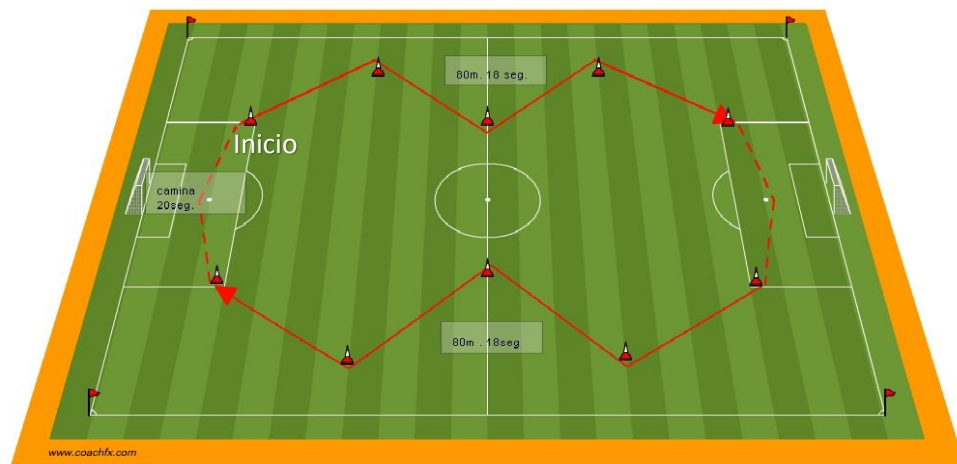 80m. 18 seg.
Inicio
camina
20seg.
80m . 18seg
www.coachfx.com